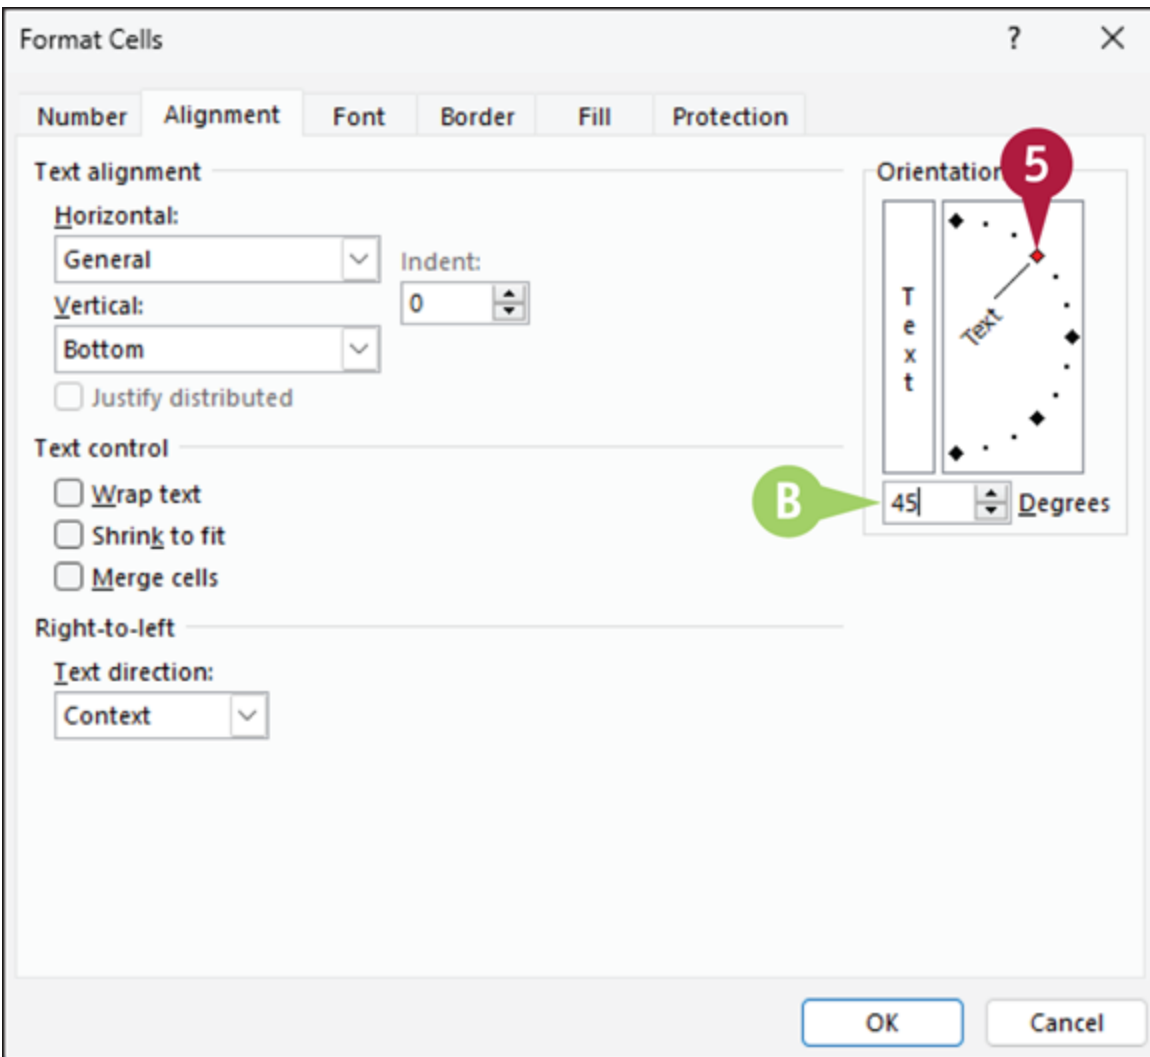 Format Cells ?
Number Alignment Font Border Fill Protection
Text alignment
Horizontal:
General
Indent:
0
Vertical:
Bottom
Justify distributed
Text control
Wrap text
Shrink to fit
Merge cells
Right-to-left
Text direction:
Context
Orientation
5
T
e
x
t
Text
B
45 Degrees
OK Cancel